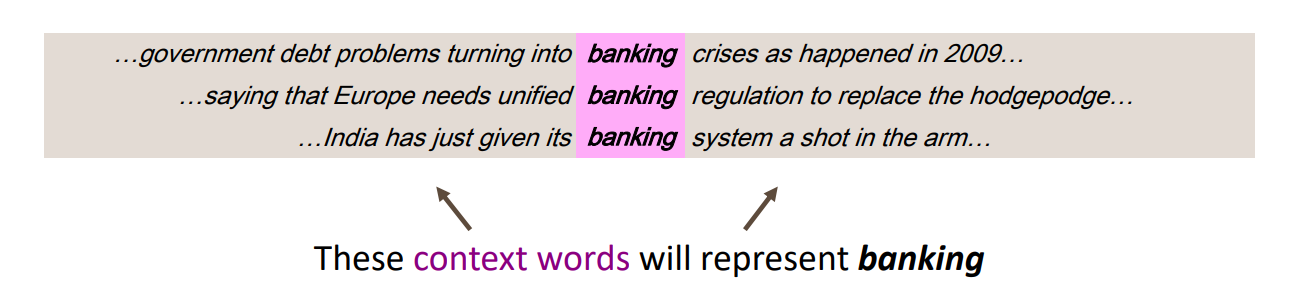 …government debt problems turning into banking crises as happened in 2009…
…saying that Europe needs unified banking regulation to replace the hodgepodge…
…India has just given its banking system a shot in the arm…
These context words will represent banking